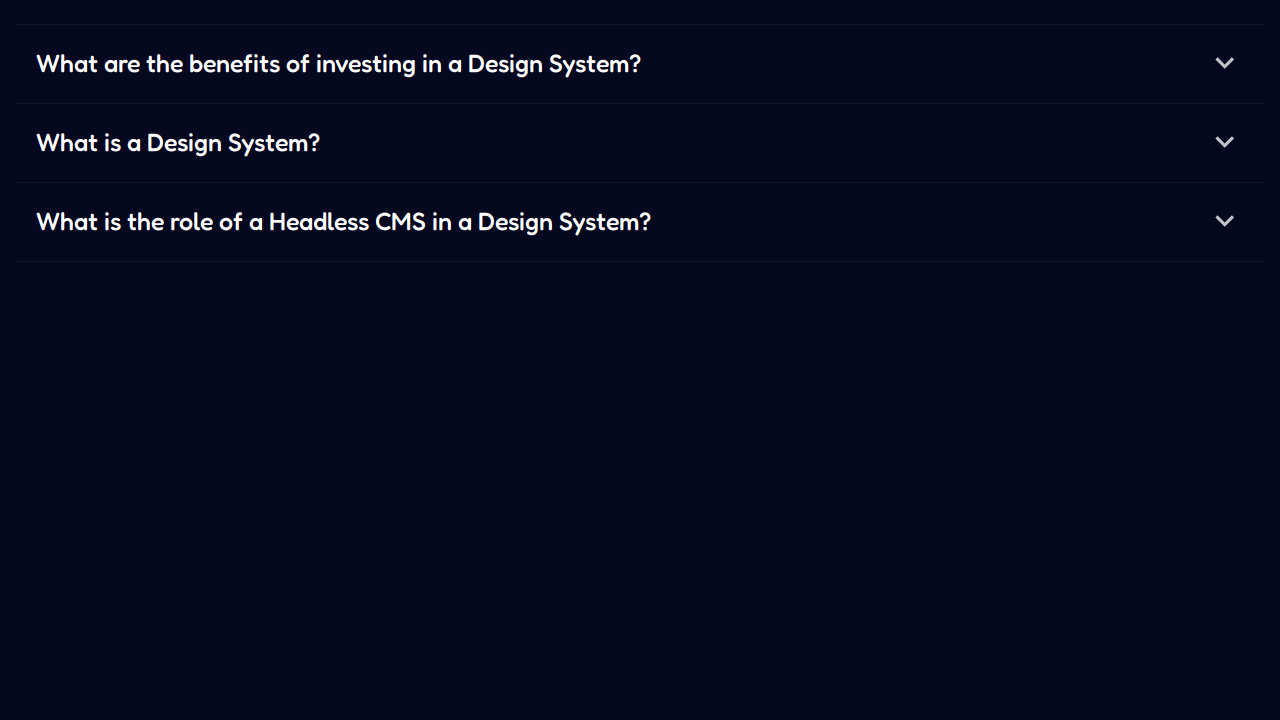 What are the benefits of investing in a Design System?
What is a Design System?
What is the role of a Headless CMS in a Design System?